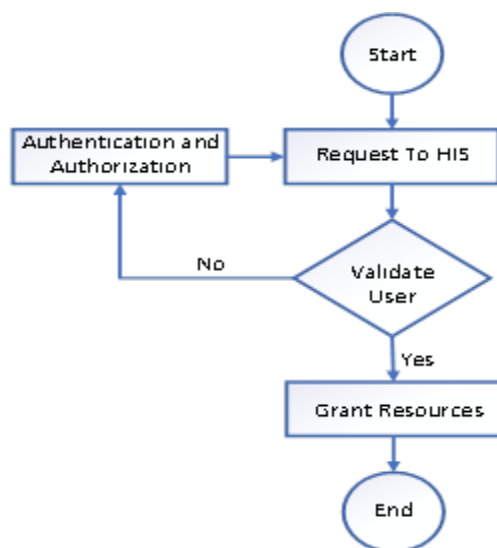 Start
Authentication and
Authorization
Request To HIS
No
Validate
User
Yes
Grant Resources
End